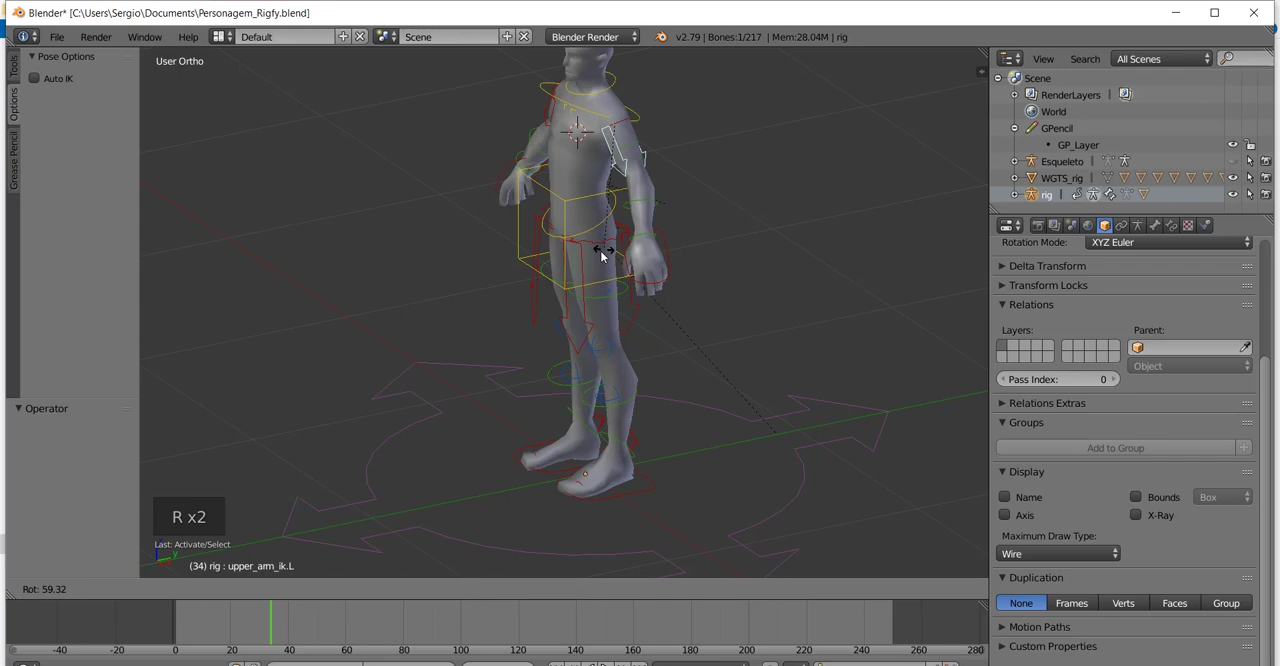 Blender* [C:\Users\Sergio\Documents\Personagem_Rigfy.blend]
File Render Window Help Default Scene Blender Render v2.79 | Bones:1/217 | Mem:28.04M | rig
Tools
Options
Grease Pencil
Pose Options
Auto IK
Operator
User Ortho
R x2
Last: Activate/Select
y
(34) rig : upper_arm_ik.L
Rot: 59.32
-40 -20 0 20 40 60 80 100 120 140 160 180 200 220 240 260 280
View Search All Scenes
Scene
RenderLayers
World
GPencil
GP_Layer
Esqueleto
WGTS_rig
rig
Rotation Mode: XYZ Euler
Delta Transform
Transform Locks
Relations
Layers: Parent:
Object
Pass Index: 0
Relations Extras
Groups
Add to Group
Display
Name Bounds Box
Axis X-Ray
Maximum Draw Type:
Wire
Duplication
None Frames Verts Faces Group
Motion Paths
Custom Properties